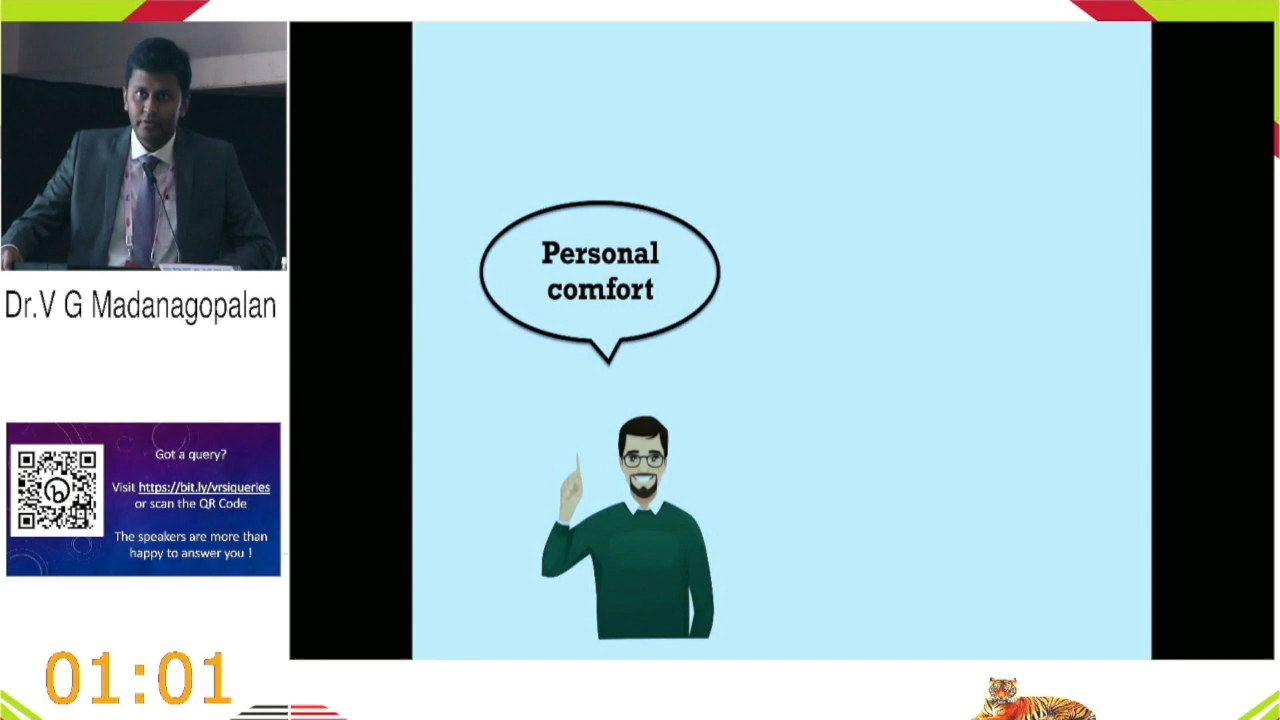 Personal
comfort
Dr.V G Madanagopalan
Got a query?
Visit https://bit.ly/vrsiqueries
or scan the QR Code
The speakers are more than
happy to answer you !
01:01